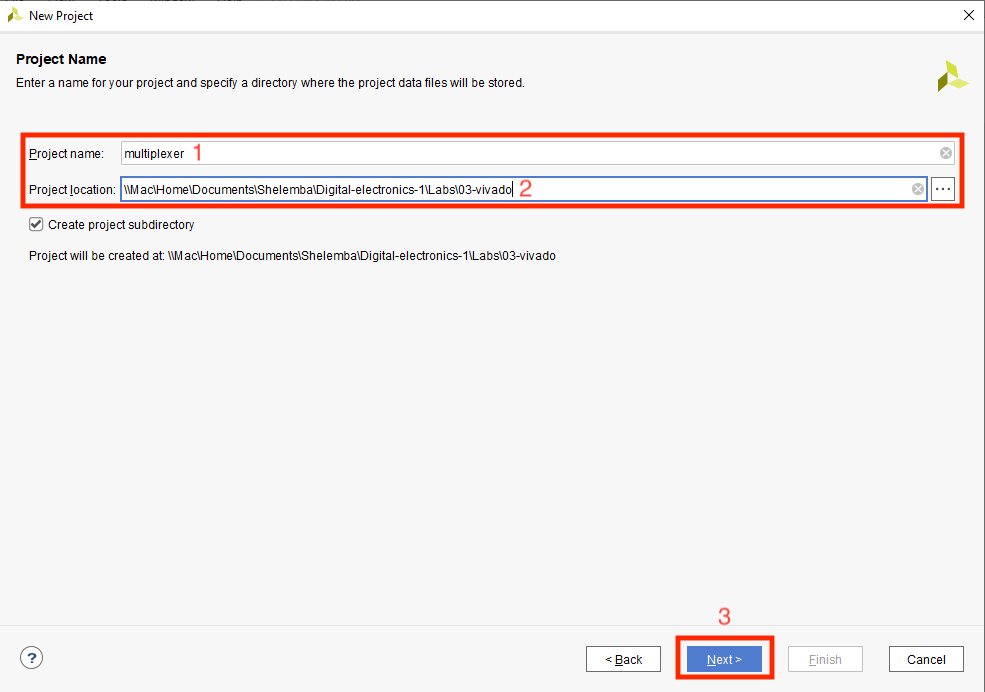 New Project
Project Name
Enter a name for your project and specify a directory where the project data files will be stored.
Project name: multiplexer 1
Project location: \\Mac\Home\Documents\Shelemba\Digital-electronics-1\Labs\03-vivado 2 ...
Create project subdirectory
Project will be created at: \\Mac\Home\Documents\Shelemba\Digital-electronics-1\Labs\03-vivado
3
? < Back Next > Finish Cancel